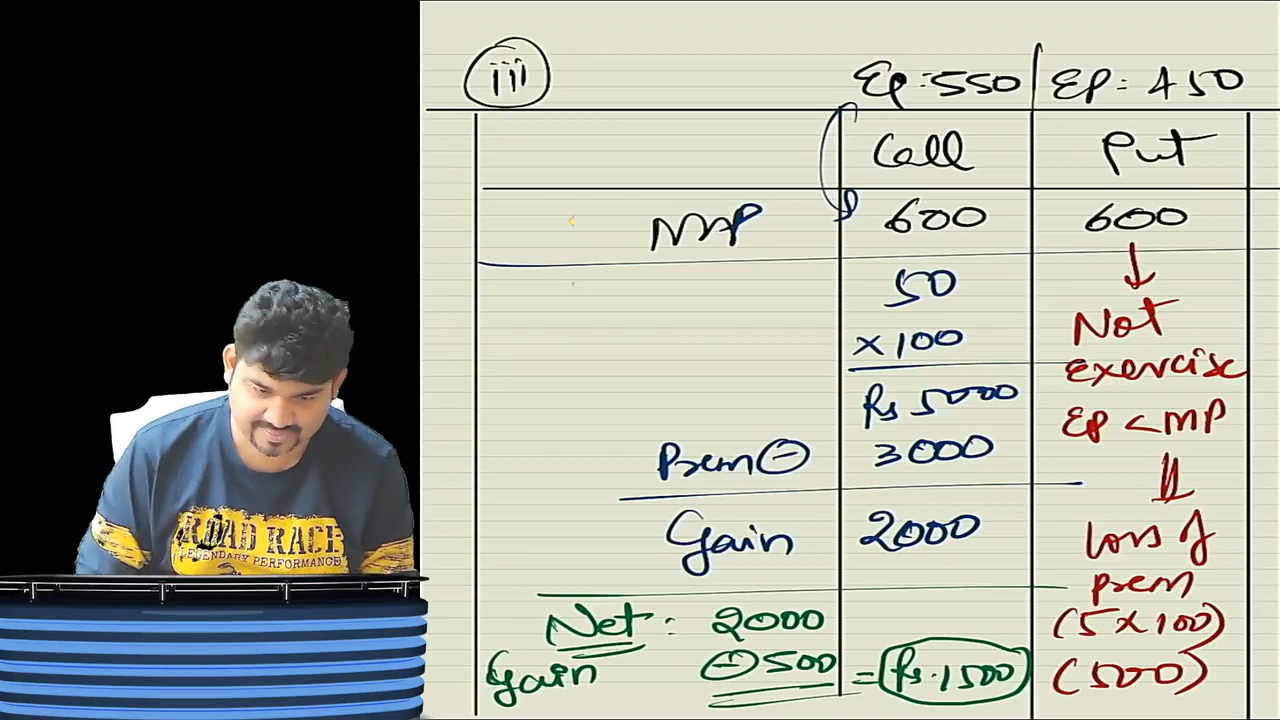 iii
EP: 550 EP: 450
Call Put
MP 600 600
50
× 100
Not
exercise
Rs 5000
EP < MP
Prem ⊖ 3000
Gain 2000
Loss of
prem
Net: 2000
(5 × 100)
Gain ⊖ 500 = Rs. 1500
(500)
ROAD RACE
LEGENDARY PERFORMANCE